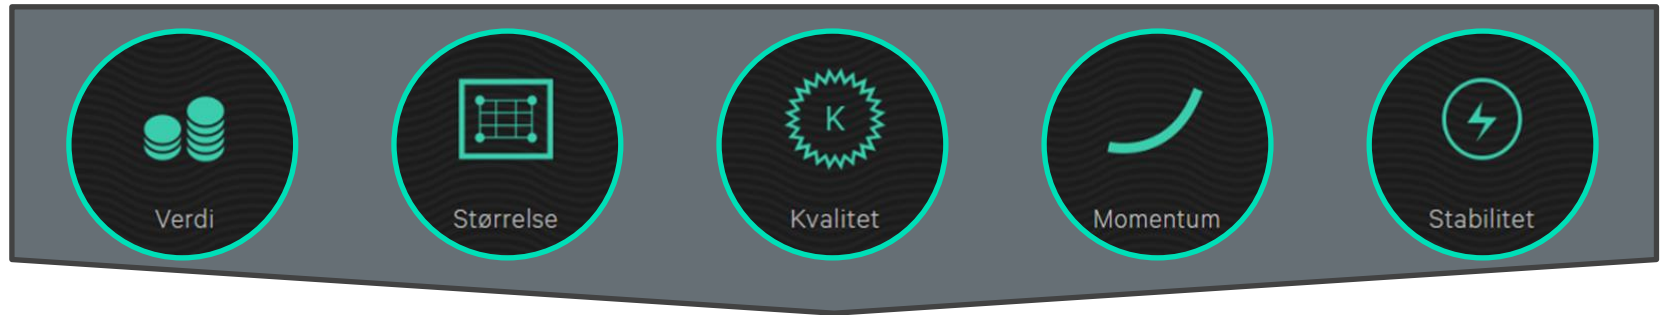 K
Verdi
Størrelse
Kvalitet
Momentum
Stabilitet